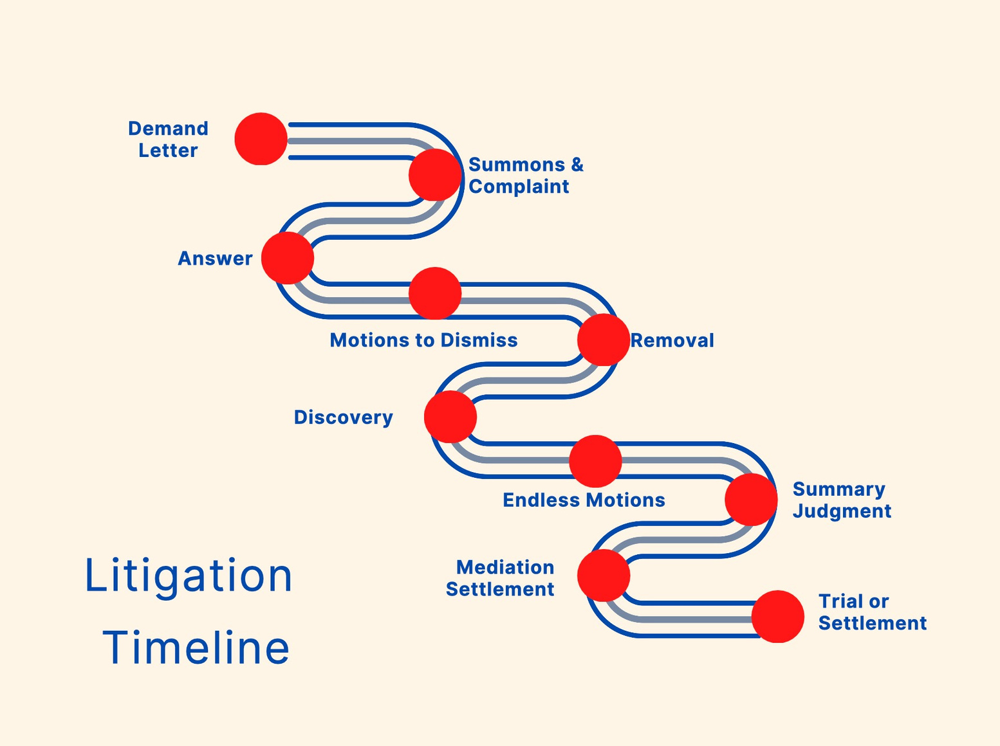 Demand
Letter
Summons &
Complaint
Answer
Motions to Dismiss
Removal
Discovery
Endless Motions
Summary
Judgment
Mediation
Settlement
Trial or
Settlement
Litigation
Timeline